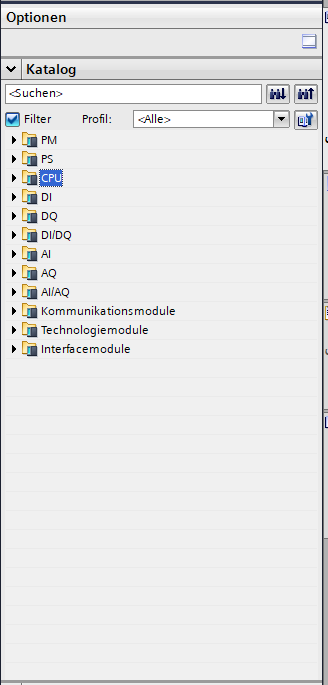 Optionen
Katalog
<Suchen>
Filter Profil: <Alle>
PM
PS
CPU
DI
DQ
DI/DQ
AI
AQ
AI/AQ
Kommunikationsmodule
Technologiemodule
Interfacemodule